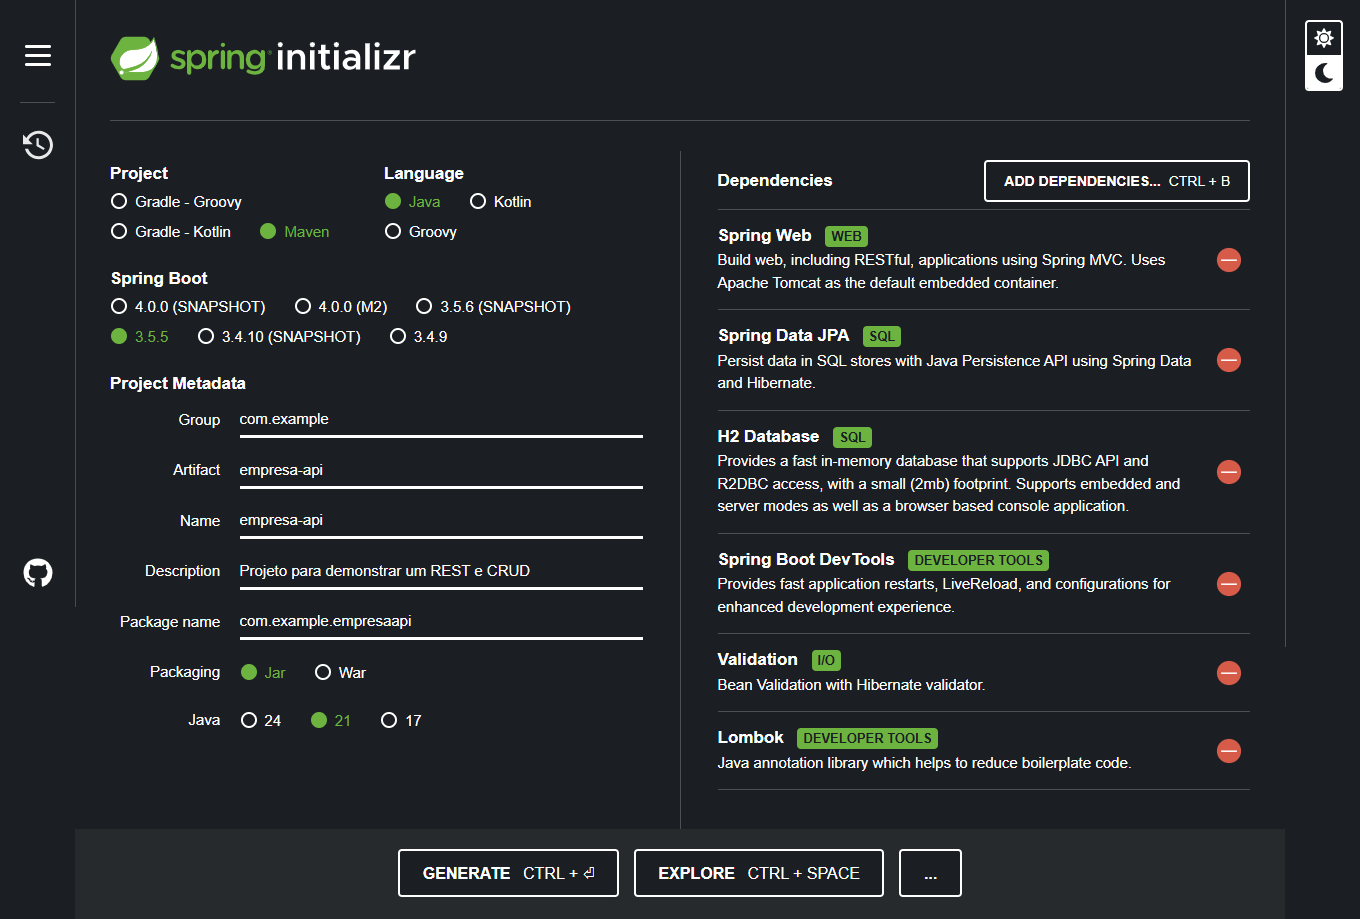 spring initializr
Project
Gradle - Groovy
Gradle - Kotlin Maven
Language
Java Kotlin
Groovy
Spring Boot
4.0.0 (SNAPSHOT) 4.0.0 (M2) 3.5.6 (SNAPSHOT)
3.5.5 3.4.10 (SNAPSHOT) 3.4.9
Project Metadata
Group com.example
Artifact empresa-api
Name empresa-api
Description Projeto para demonstrar um REST e CRUD
Package name com.example.empresaapi
Packaging Jar War
Java 24 21 17
Dependencies ADD DEPENDENCIES... CTRL + B
Spring Web WEB
Build web, including RESTful, applications using Spring MVC. Uses
Apache Tomcat as the default embedded container.
Spring Data JPA SQL
Persist data in SQL stores with Java Persistence API using Spring Data
and Hibernate.
H2 Database SQL
Provides a fast in-memory database that supports JDBC API and
R2DBC access, with a small (2mb) footprint. Supports embedded and
server modes as well as a browser based console application.
Spring Boot DevTools DEVELOPER TOOLS
Provides fast application restarts, LiveReload, and configurations for
enhanced development experience.
Validation I/O
Bean Validation with Hibernate validator.
Lombok DEVELOPER TOOLS
Java annotation library which helps to reduce boilerplate code.
GENERATE CTRL + ⏎ EXPLORE CTRL + SPACE ...